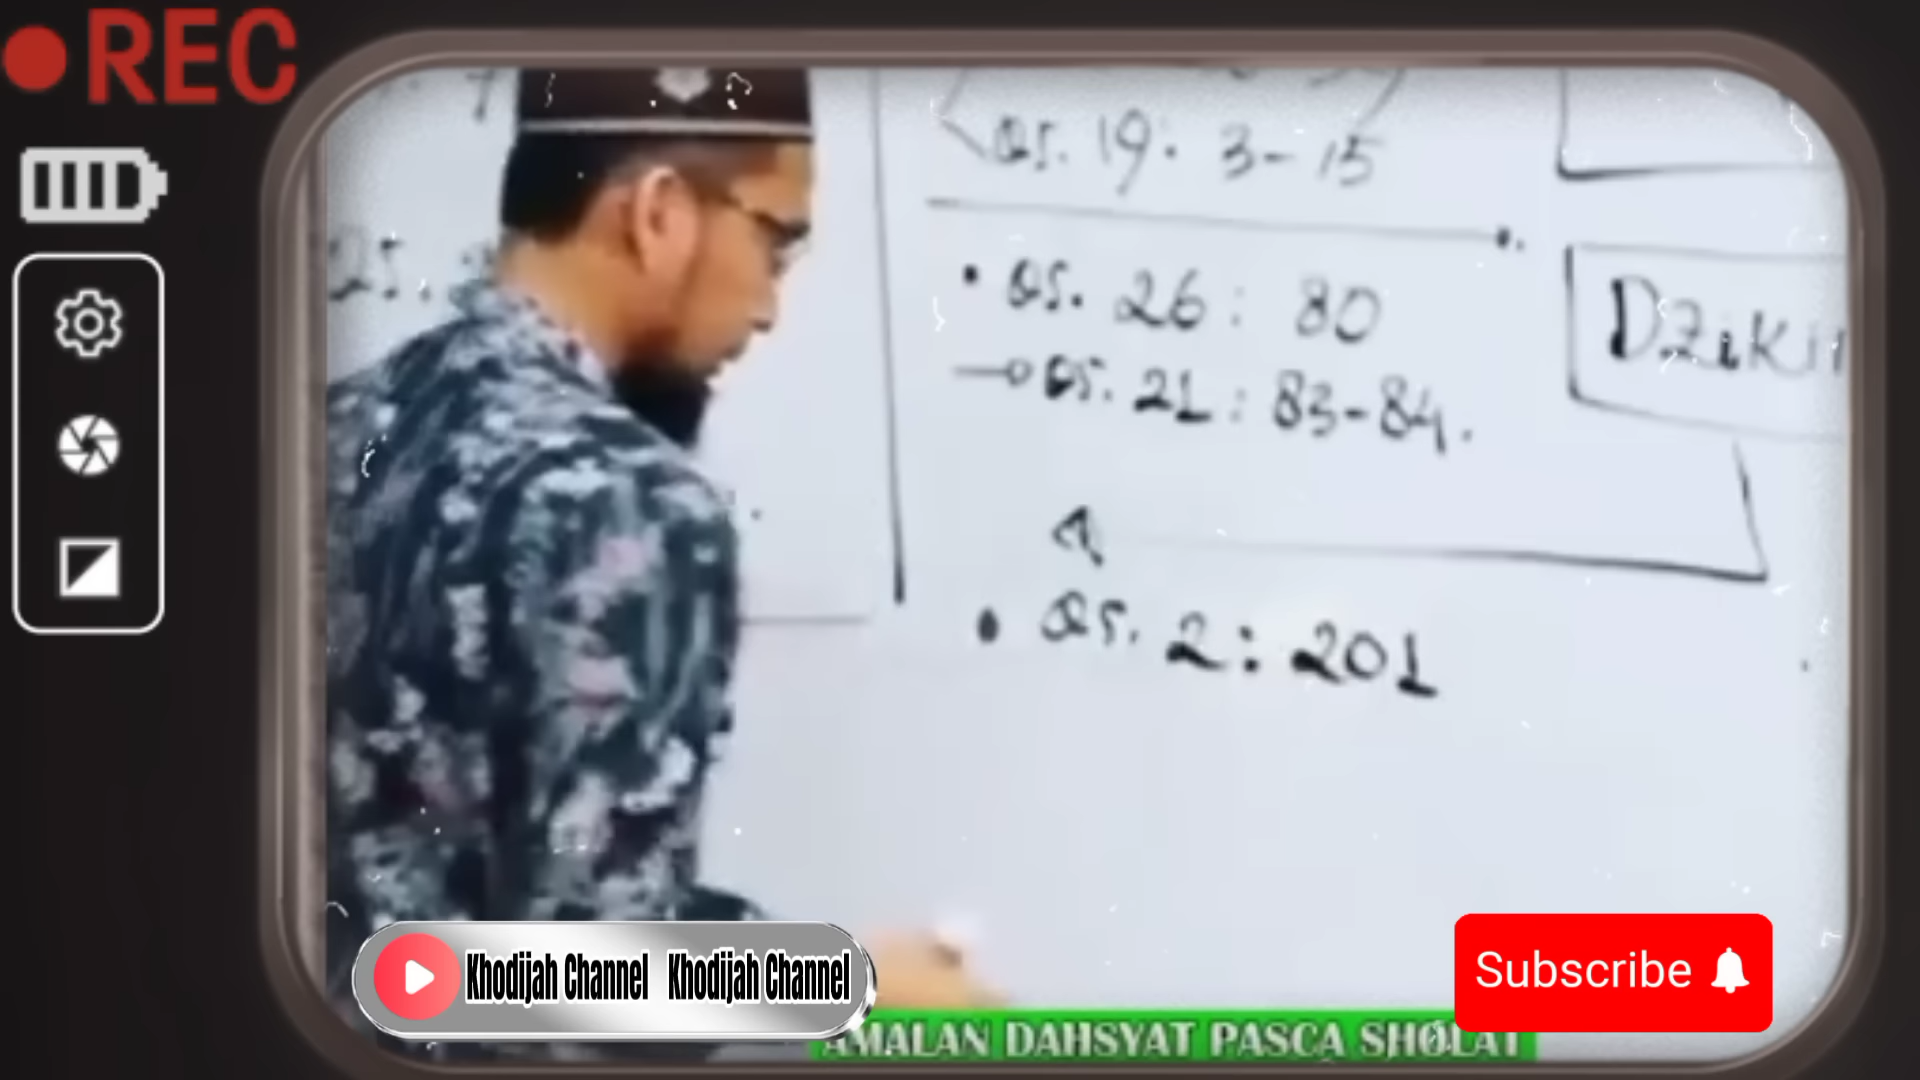 REC
QS. 19: 3-15
• QS. 26: 80
QS. 21: 83-84.
Dzikir
• QS. 2: 201
Khodijah Channel Khodijah Channel
Subscribe
AMALAN DAHSYAT PASCA SHOLAT